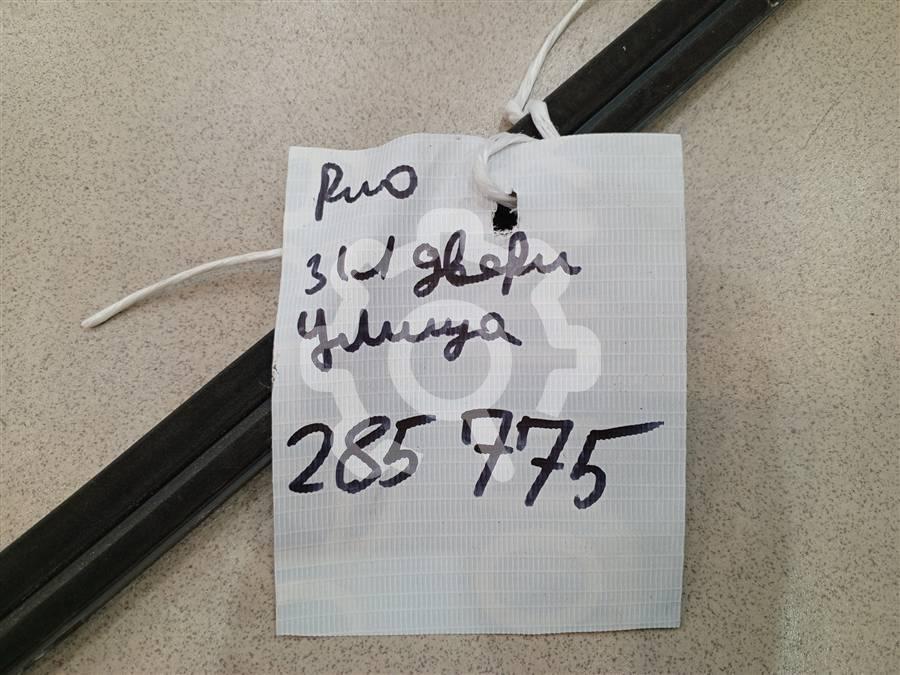 Рио
двери
улица
285 775